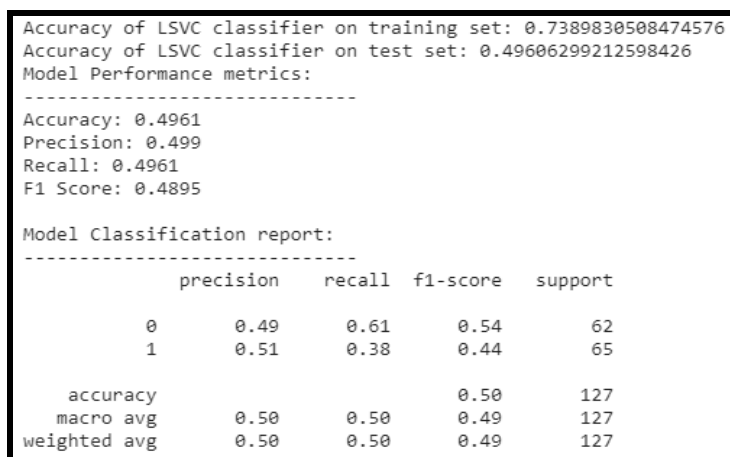 Accuracy of LSVC classifier on training set: 0.7389830508474576
Accuracy of LSVC classifier on test set: 0.49606299212598426
Model Performance metrics:
------------------------------
Accuracy: 0.4961
Precision: 0.499
Recall: 0.4961
F1 Score: 0.4895
Model Classification report:
------------------------------
precision recall f1-score support
0 0.49 0.61 0.54 62
1 0.51 0.38 0.44 65
accuracy 0.50 127
macro avg 0.50 0.50 0.49 127
weighted avg 0.50 0.50 0.49 127